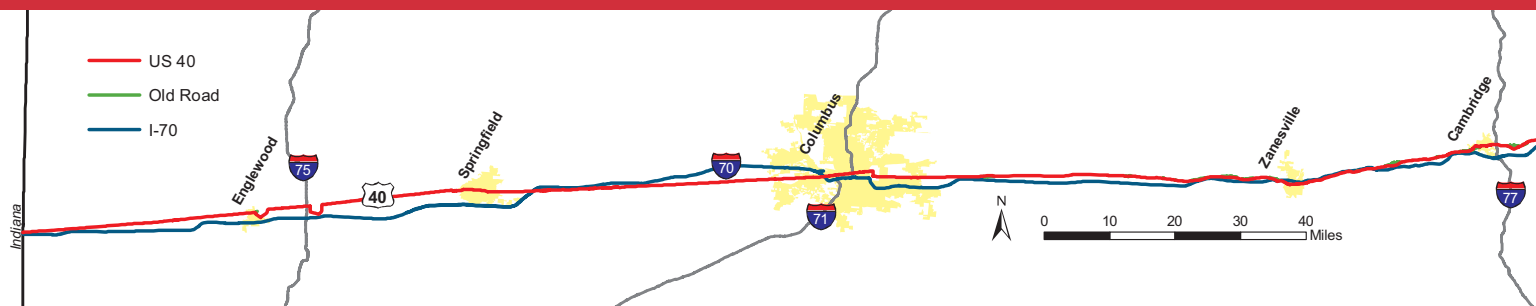 US 40
Old Road
I-70
Indiana
Englewood
75
Springfield
40
70
Columbus
71
N
0 10 20 30 40
Miles
Zanesville
Cambridge
77